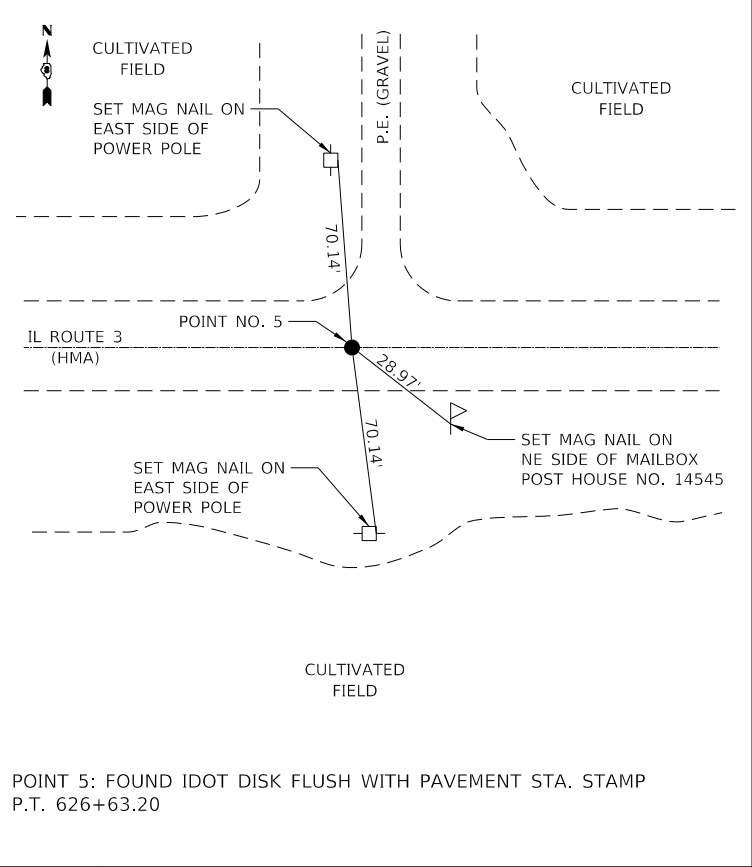 N
CULTIVATED
FIELD
P.E. (GRAVEL)
CULTIVATED
FIELD
SET MAG NAIL ON
EAST SIDE OF
POWER POLE
70.14'
POINT NO. 5
IL ROUTE 3
(HMA)
28.97'
70.14'
SET MAG NAIL ON
NE SIDE OF MAILBOX
POST HOUSE NO. 14545
SET MAG NAIL ON
EAST SIDE OF
POWER POLE
CULTIVATED
FIELD
POINT 5: FOUND IDOT DISK FLUSH WITH PAVEMENT STA. STAMP
P.T. 626+63.20